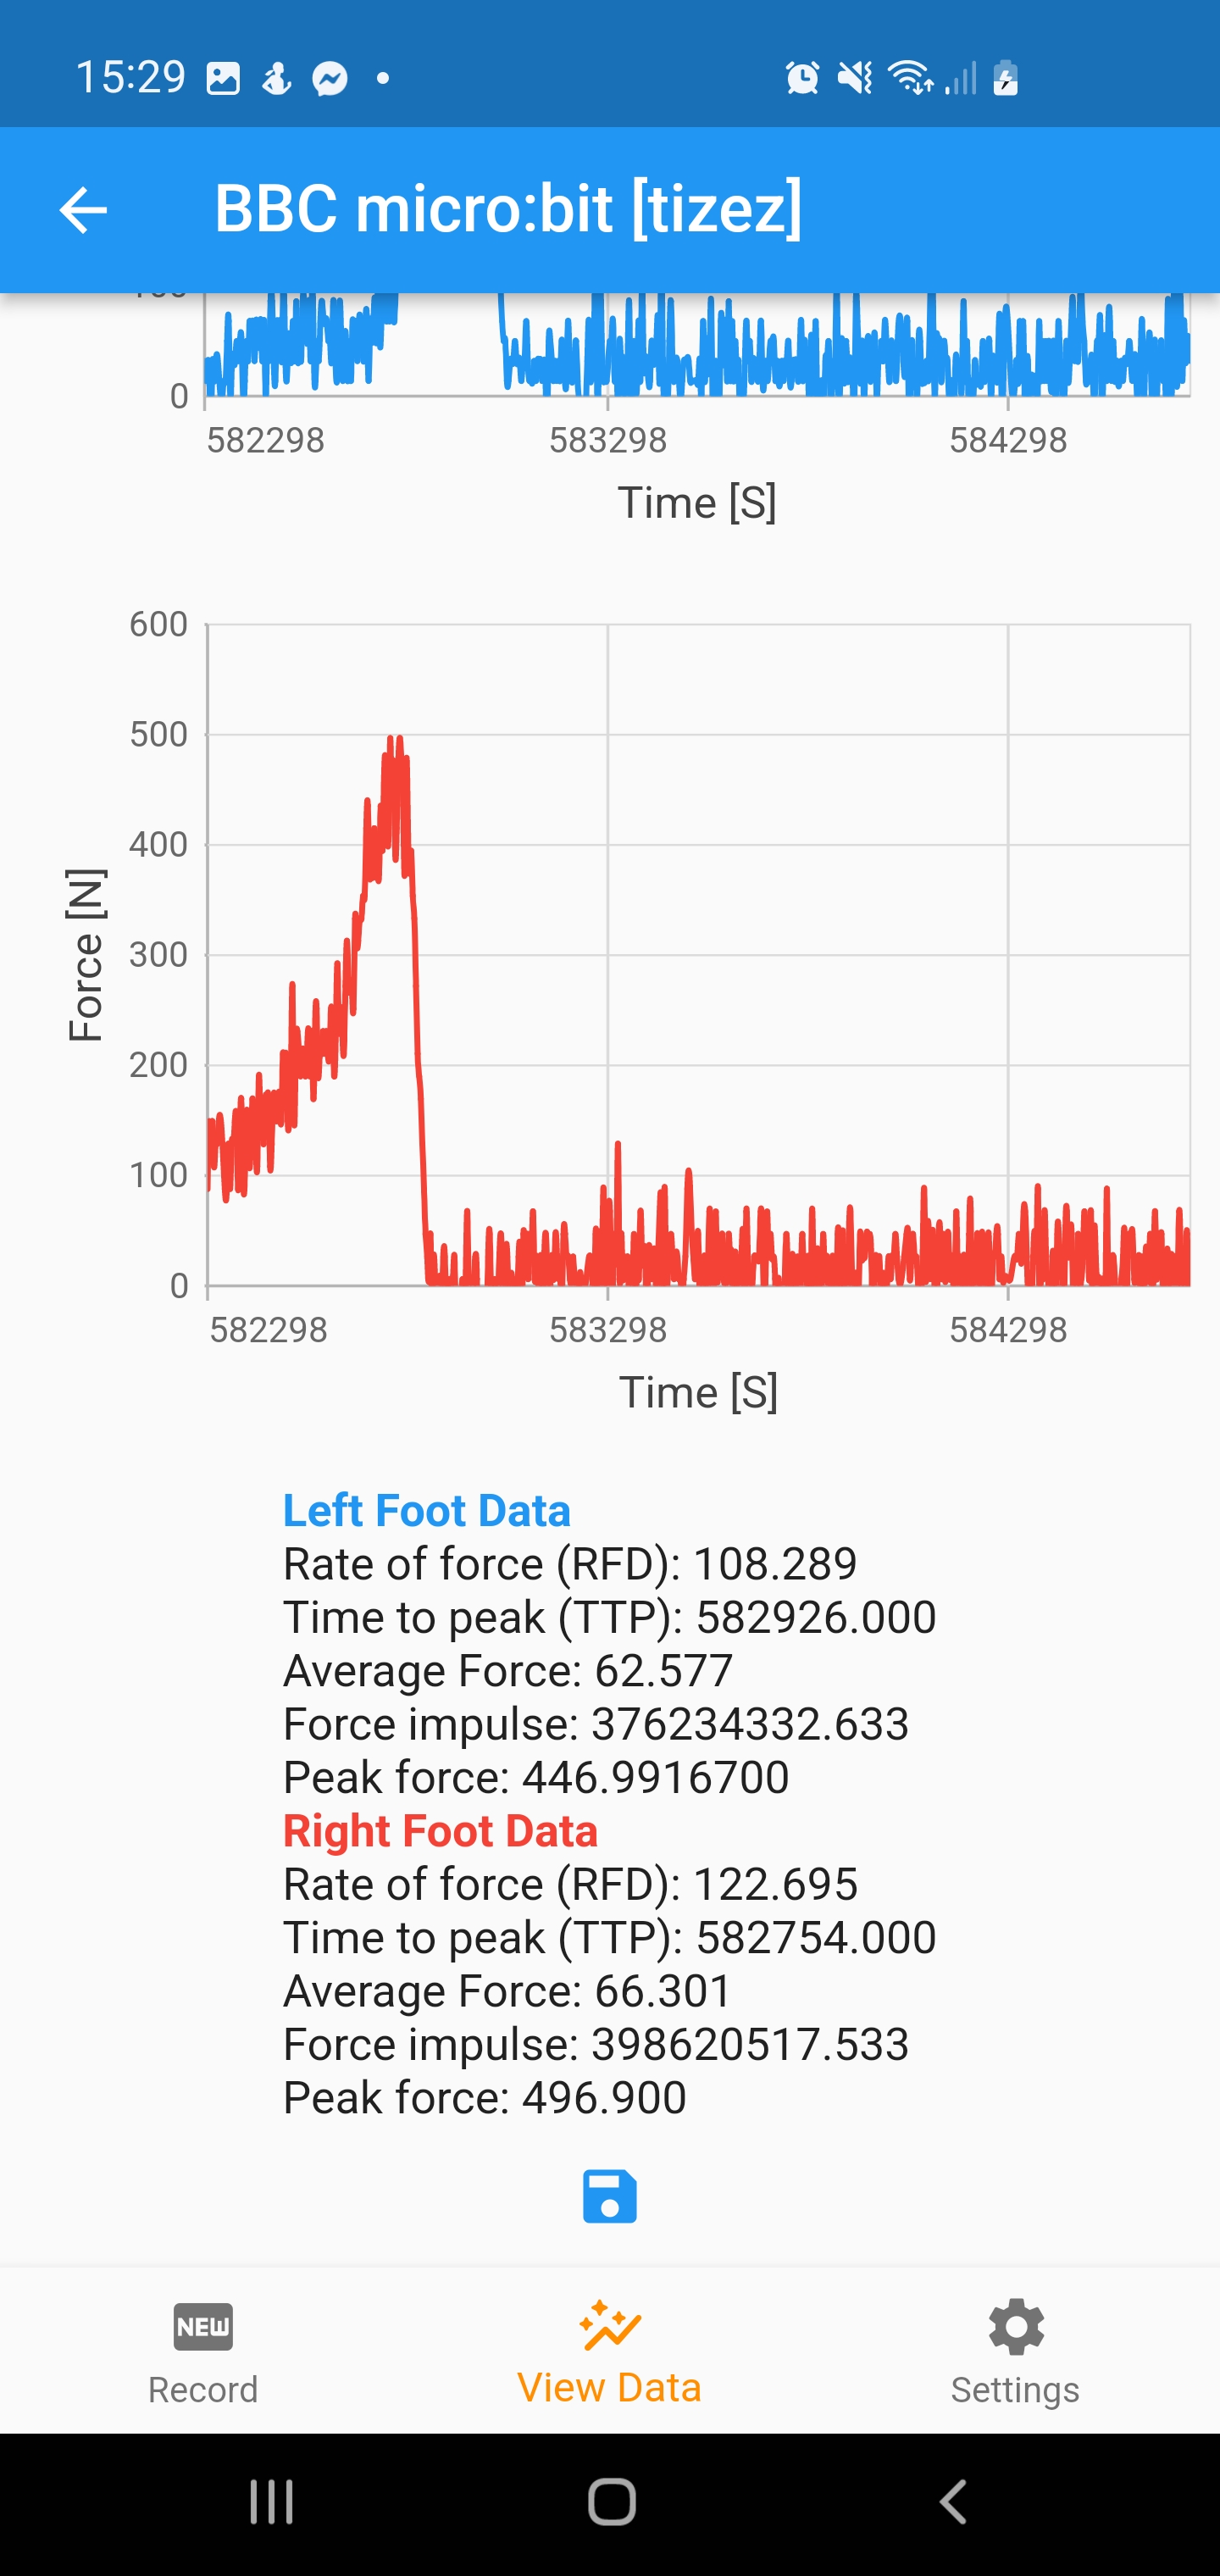 15:29
BBC micro:bit [tizez]
0
582298 583298 584298
Time [S]
600
500
400
300
200
100
0
Force [N]
582298 583298 584298
Time [S]
Left Foot Data
Rate of force (RFD): 108.289
Time to peak (TTP): 582926.000
Average Force: 62.577
Force impulse: 376234332.633
Peak force: 446.9916700
Right Foot Data
Rate of force (RFD): 122.695
Time to peak (TTP): 582754.000
Average Force: 66.301
Force impulse: 398620517.533
Peak force: 496.900
NEW
Record View Data Settings